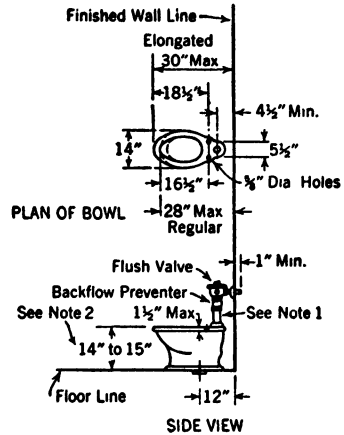 Finished Wall Line
Elongated
30" Max
18½"
4½" Min.
14"
5½"
16½"
⅝" Dia Holes
PLAN OF BOWL
28" Max
Regular
1" Min.
Flush Valve
Backflow Preventer
See Note 2
1½" Max
See Note 1
14" to 15"
Floor Line
12"
SIDE VIEW